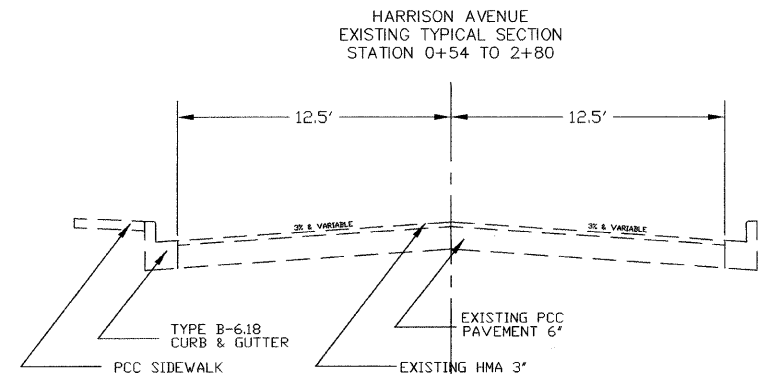 HARRISON AVENUE
EXISTING TYPICAL SECTION
STATION 0+54 TO 2+80
12.5' 12.5'
3% & VARIABLE 3% & VARIABLE
TYPE B-6.18
CURB & GUTTER
EXISTING PCC
PAVEMENT 6"
PCC SIDEWALK
EXISTING HMA 3"